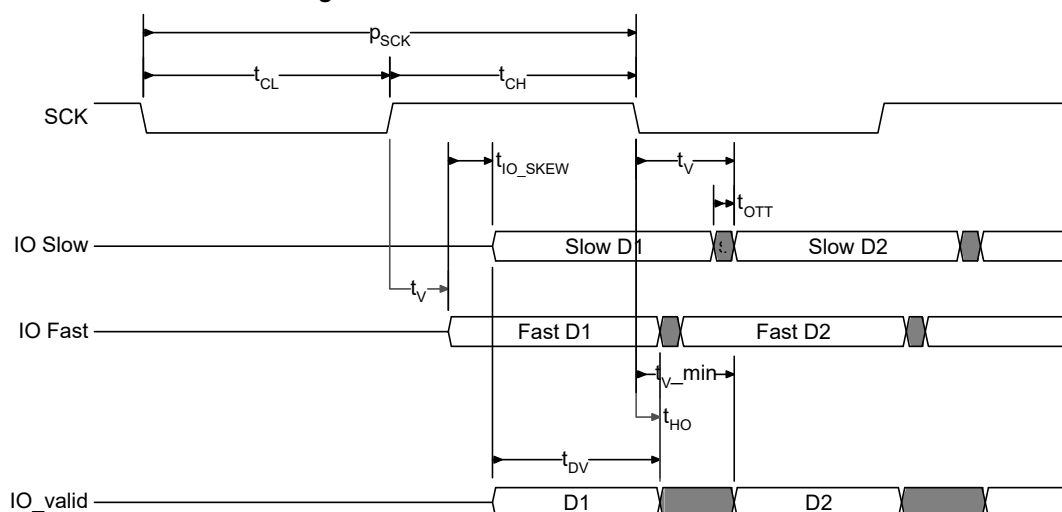 pSCK
tCL
tCH
SCK
tIO_SKEW
tV
tOTT
IO Slow
Slow D1
S.
Slow D2
tV
IO Fast
Fast D1
Fast D2
tV_min
tHO
tDV
IO_valid
D1
D2